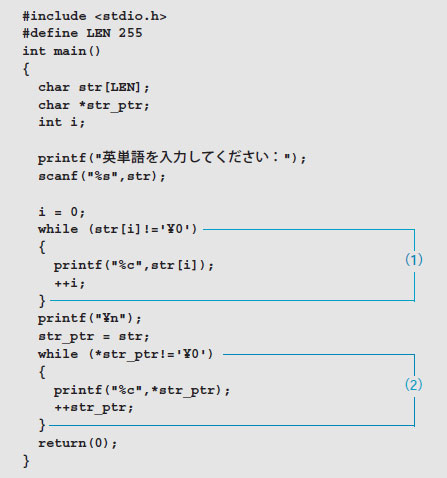 #include <stdio.h>
#define LEN 255
int main()
{
char str[LEN];
char *str_ptr;
int i;
printf("英単語を入力してください：");
scanf("%s",str);
i = 0;
while (str[i]!='¥0')
{
printf("%c",str[i]);
++i;
}
(1)
printf("¥n");
str_ptr = str;
while (*str_ptr!='¥0')
{
printf("%c",*str_ptr);
++str_ptr;
}
(2)
return(0);
}